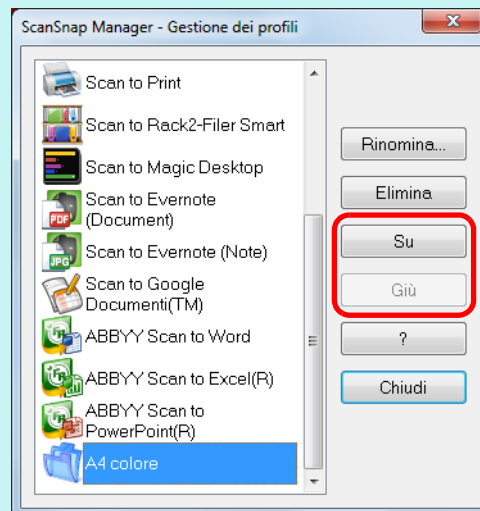 ScanSnap Manager - Gestione dei profili
Scan to Print
Scan to Rack2-Filer Smart
Scan to Magic Desktop
Scan to Evernote
(Document)
PDF
Scan to Evernote (Note)
JPG
Scan to Google
Documenti(TM)
ABBYY Scan to Word
ABBYY Scan to Excel(R)
ABBYY Scan to
PowerPoint(R)
A4 colore
Rinomina...
Elimina
Su
Giù
?
Chiudi